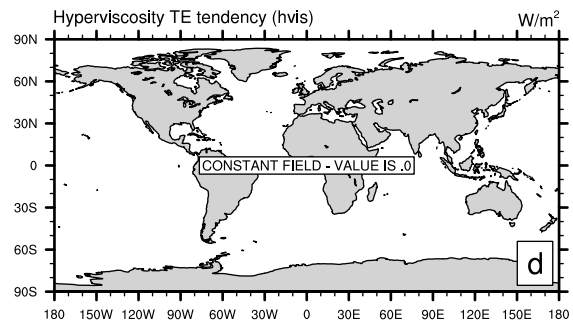 Hyperviscosity TE tendency (hvis) W/m²
90N
60N
30N
0
30S
60S
90S
CONSTANT FIELD - VALUE IS .0
d
180 150W 120W 90W 60W 30W 0 30E 60E 90E 120E 150E 180